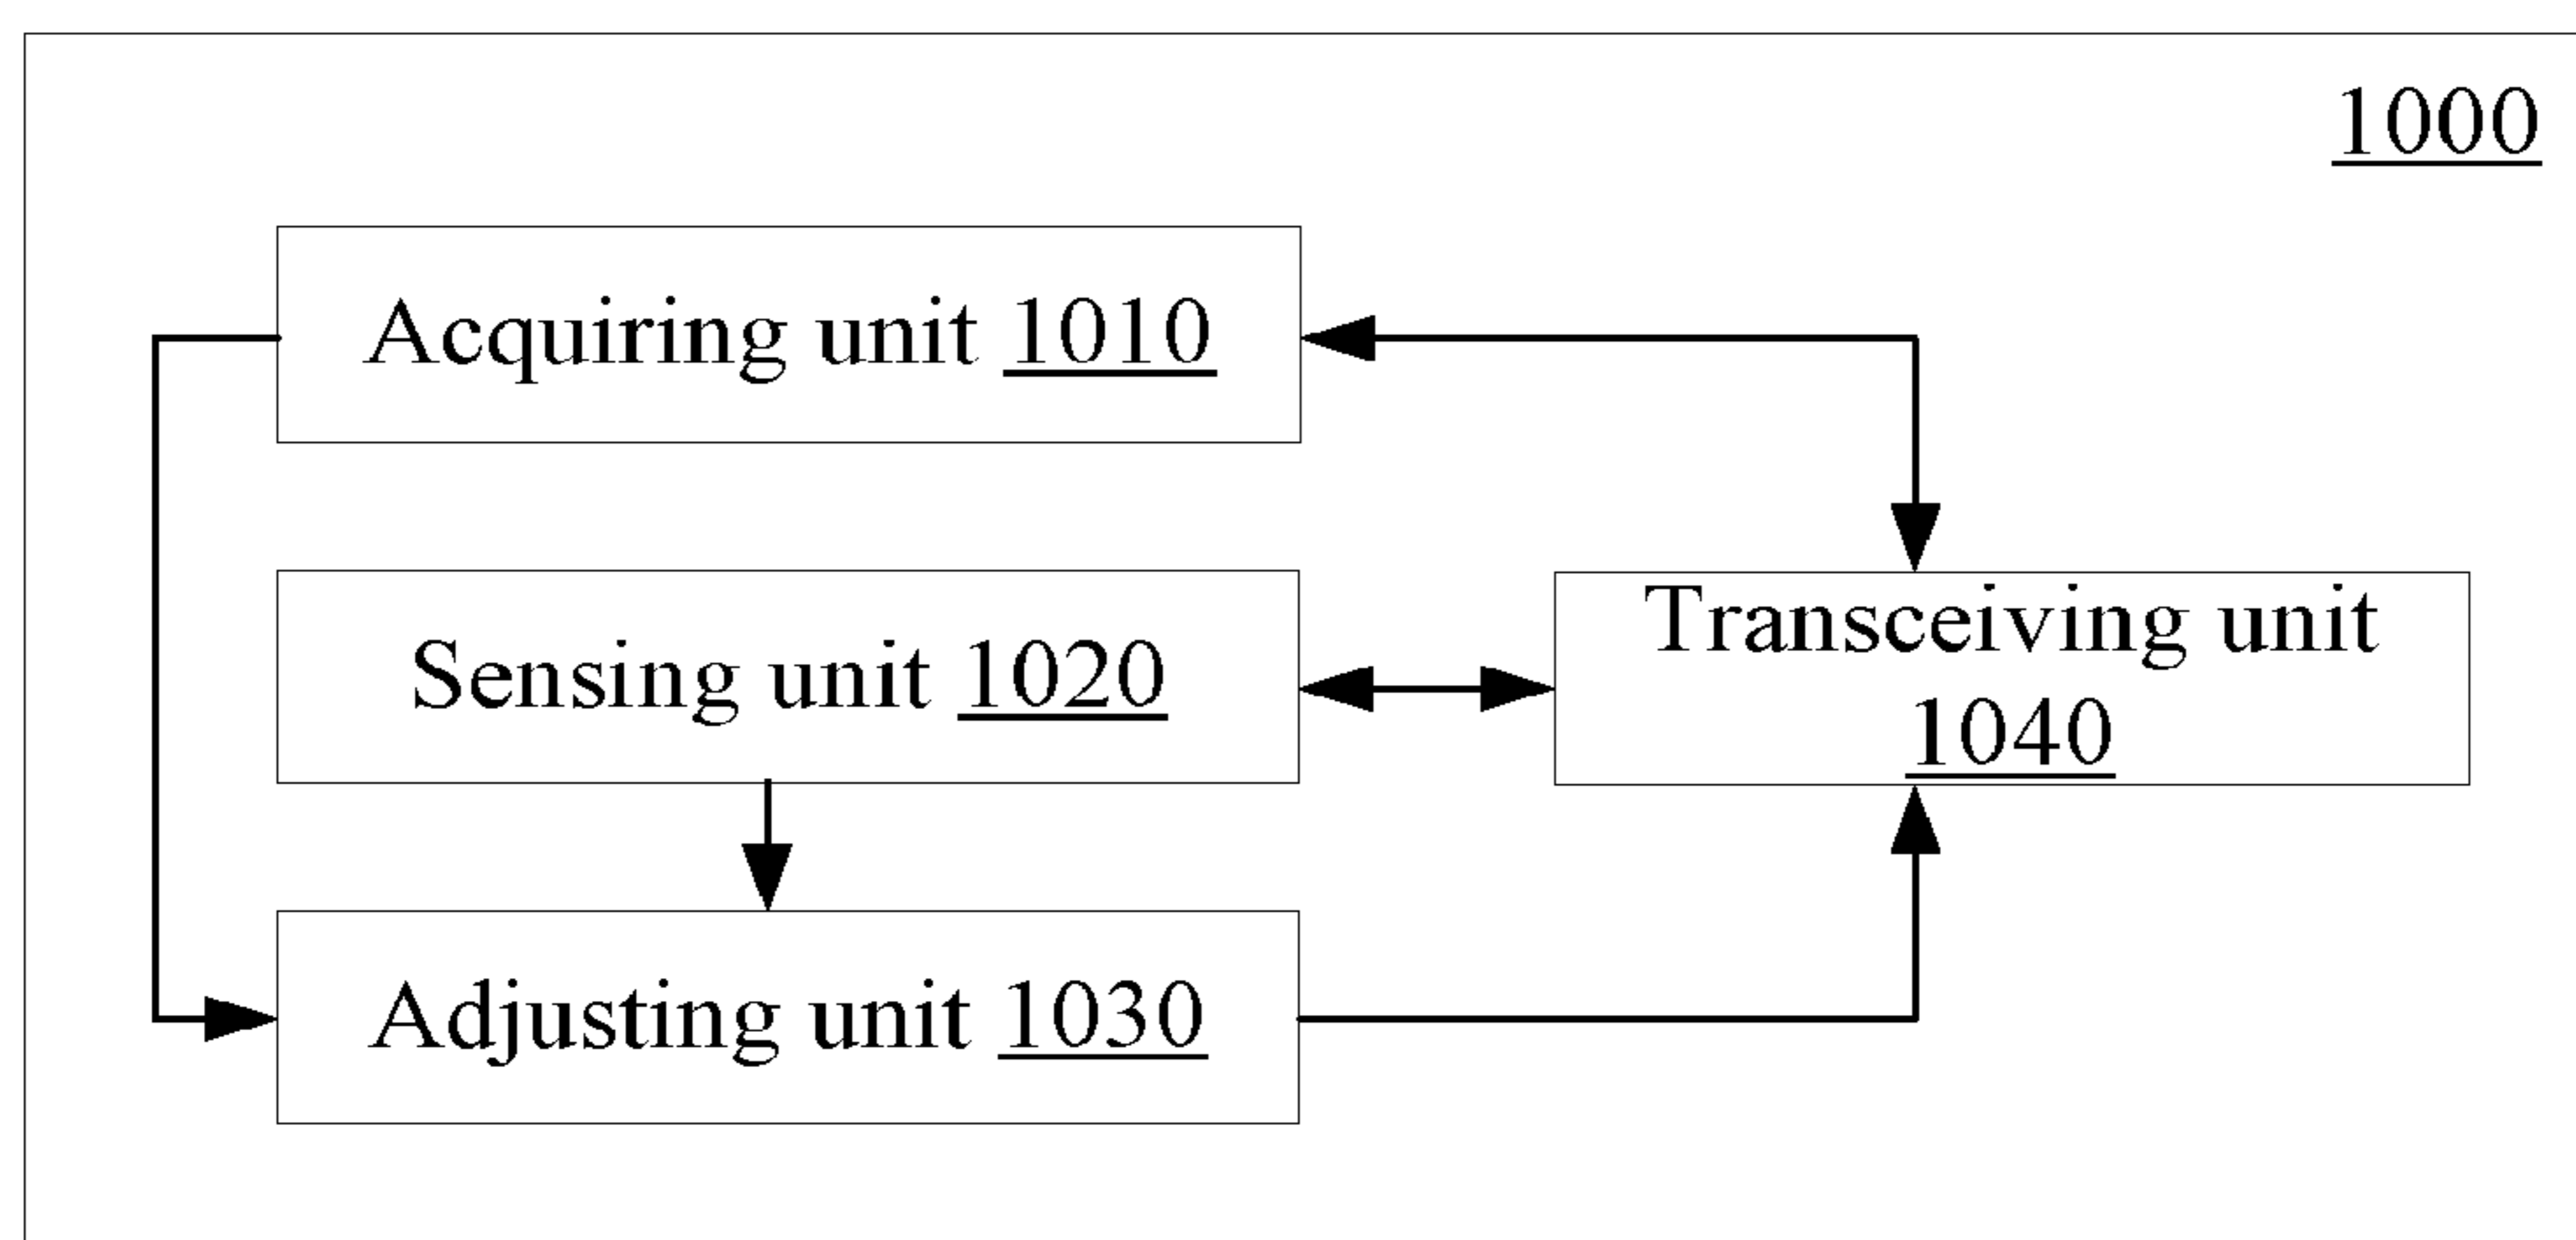 1000
Acquiring unit 1010
Sensing unit 1020
Transceiving unit
1040
Adjusting unit 1030